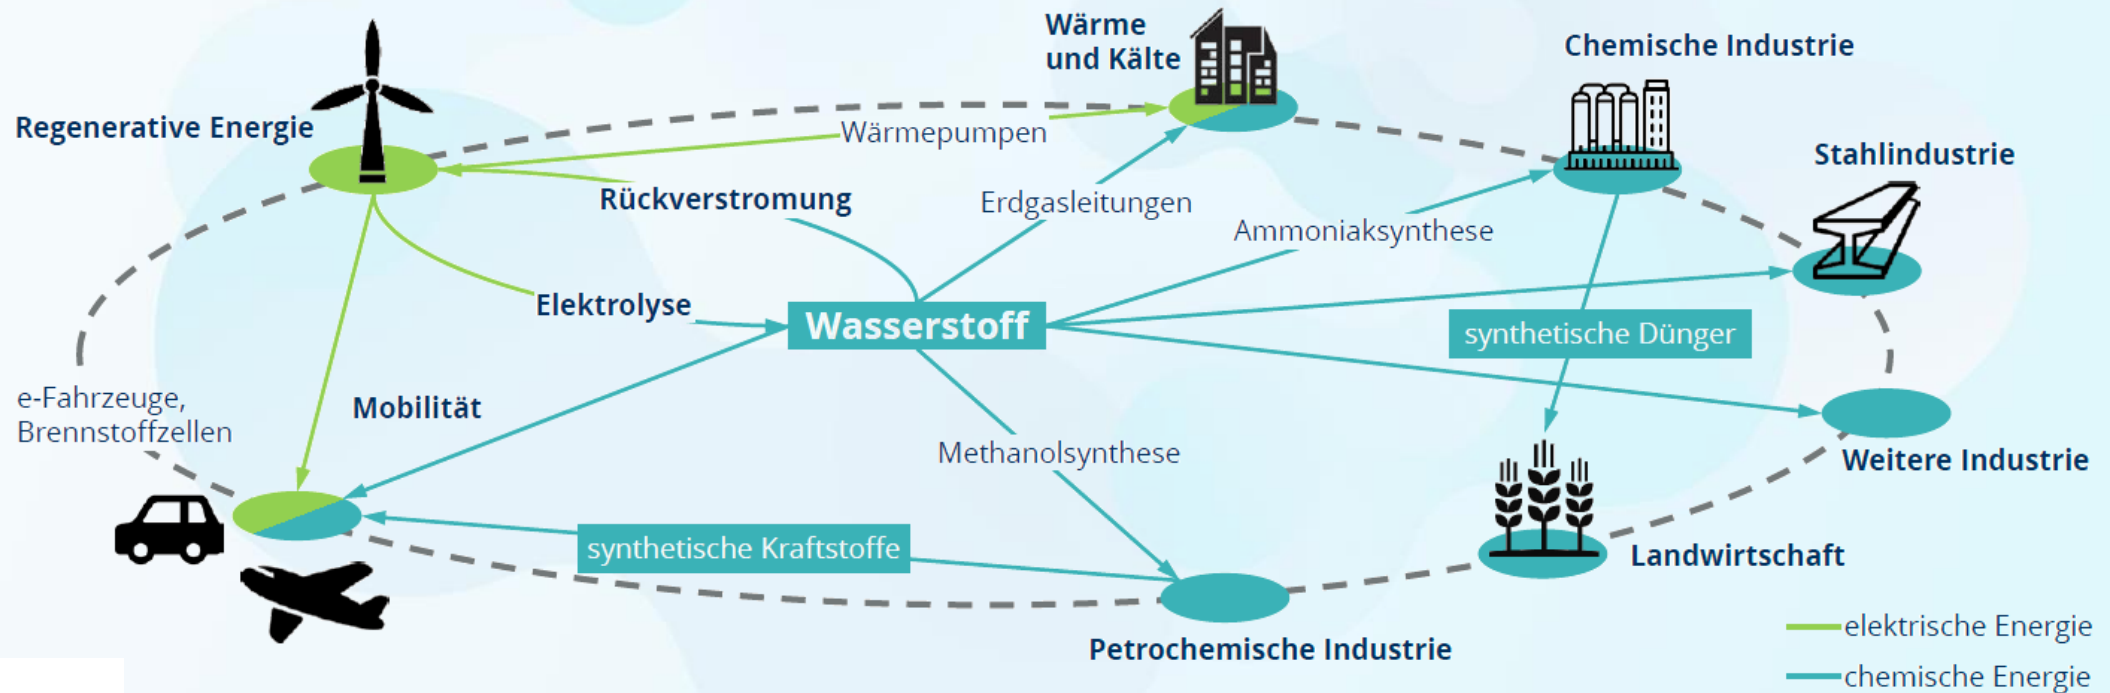 Wärme
und Kälte
Chemische Industrie
Regenerative Energie
Wärmepumpen
Stahlindustrie
Rückverstromung
Erdgasleitungen
Ammoniaksynthese
Elektrolyse
Wasserstoff
synthetische Dünger
e-Fahrzeuge,
Brennstoffzellen
Mobilität
Methanolsynthese
Weitere Industrie
synthetische Kraftstoffe
Landwirtschaft
Petrochemische Industrie
elektrische Energie
chemische Energie